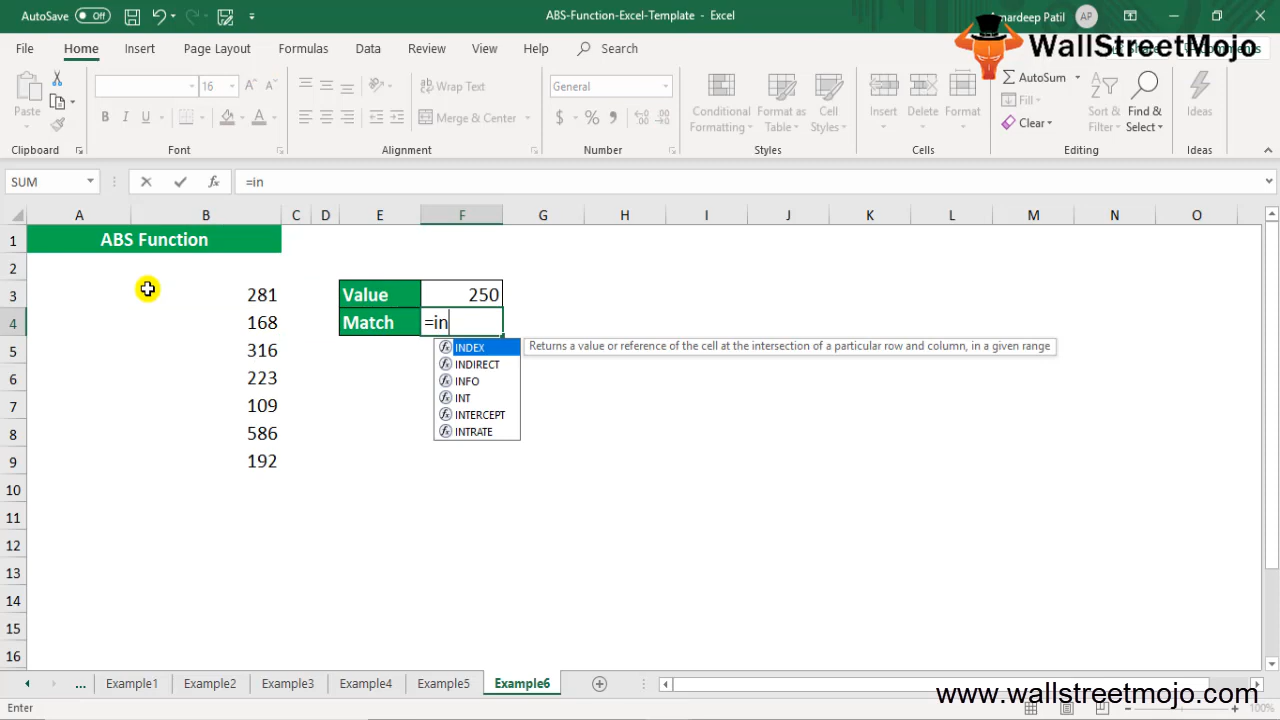 AutoSave Off
ABS-Function-Excel-Template - Excel
Amardeep Patil AP
File Home Insert Page Layout Formulas Data Review View Help Search
WallStreetMojo
Paste
16
B I U
Wrap Text
Merge & Center
General
$ %
Conditional Formatting
Format as Table
Cell Styles
Insert Delete Format
AutoSum
Fill
Clear
Sort & Filter
Find & Select
Ideas
Clipboard Font Alignment Number Styles Cells Editing Ideas
SUM fx =in
A B C D E F G H I J K L M N O
1 ABS Function
2
3 281 Value 250
4 168 Match =in
INDEX Returns a value or reference of the cell at the intersection of a particular row and column, in a given range
5 316
INDIRECT
6 223
INFO
7 109
INT
INTERCEPT
8 586
INTRATE
9 192
10
11
12
13
14
15
16
... Example1 Example2 Example3 Example4 Example5 Example6
www.wallstreetmojo.com
Enter
100%